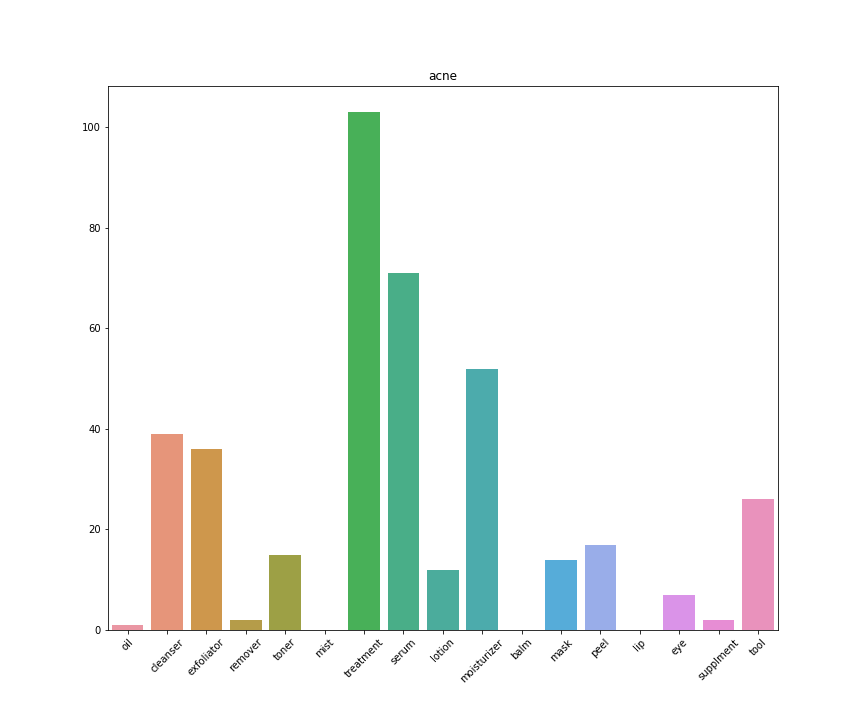 acne
100
80
60
40
20
0
oil
cleanser
exfoliator
remover
toner
mist
treatment
serum
lotion
moisturizer
balm
mask
peel
lip
eye
supplment
tool